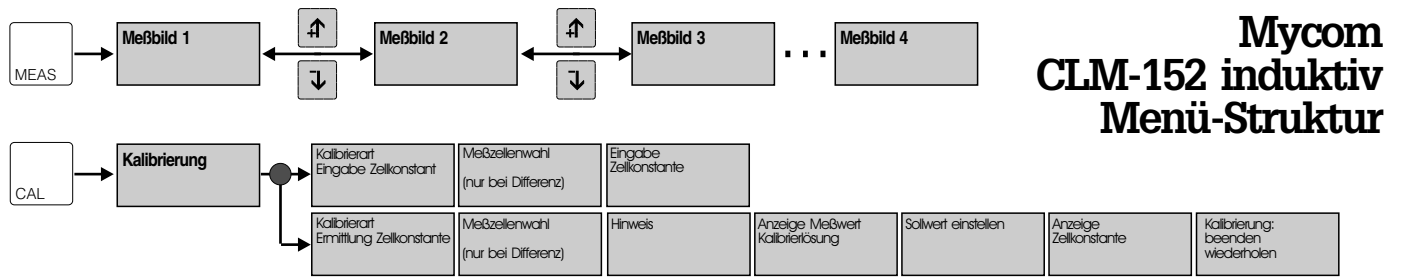 MEAS
Meßbild 1
Meßbild 2
Meßbild 3
...
Meßbild 4
Mycom
CLM-152 induktiv
Menü-Struktur
CAL
Kalibrierung
Kalibrierart
Eingabe Zellkonstant
Meßzellenwahl
(nur bei Differenz)
Eingabe
Zellkonstante
Kalibrierart
Ermittlung Zellkonstante
Meßzellenwahl
(nur bei Differenz)
Hinweis
Anzeige Meßwert
Kalibrierlösung
Sollwert einstellen
Anzeige
Zellkonstante
Kalibrierung:
beenden
wiederholen